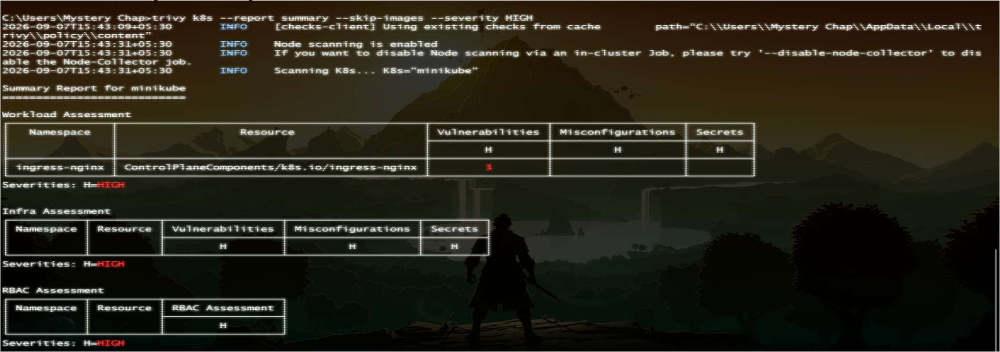 C:\Users\Mystery Chap>trivy k8s --report summary --skip-images --severity HIGH
2026-09-07T15:43:09+05:30 INFO [checks-client] Using existing checks from cache path="C:\\Users\\Mystery Chap\\AppData\\Local\\t
rivy\\policy\\content"
2026-09-07T15:43:31+05:30 INFO Node scanning is enabled
2026-09-07T15:43:31+05:30 INFO If you want to disable Node scanning via an in-cluster Job, please try '--disable-node-collector' to dis
able the Node-Collector job.
2026-09-07T15:43:31+05:30 INFO Scanning K8s... K8s="minikube"
Summary Report for minikube
===========================
Workload Assessment
Namespace Resource Vulnerabilities Misconfigurations Secrets
H H H
ingress-nginx ControlPlaneComponents/k8s.io/ingress-nginx 3
Severities: H=HIGH
Infra Assessment
Namespace Resource Vulnerabilities Misconfigurations Secrets
H H H
Severities: H=HIGH
RBAC Assessment
Namespace Resource RBAC Assessment
H
Severities: H=HIGH